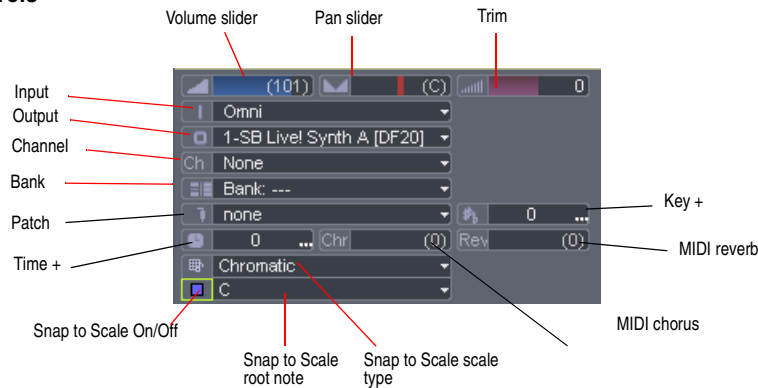 Volume slider Pan slider Trim
(101) (C) 0
Input Omni
Output 1-SB Live! Synth A [DF20]
Channel Ch None
Bank Bank: ---
Patch none 0 ... Key +
Time + 0 ... Chr (0) Rev (0) MIDI reverb
Chromatic
C
Snap to Scale On/Off MIDI chorus
Snap to Scale
root note
Snap to Scale scale
type